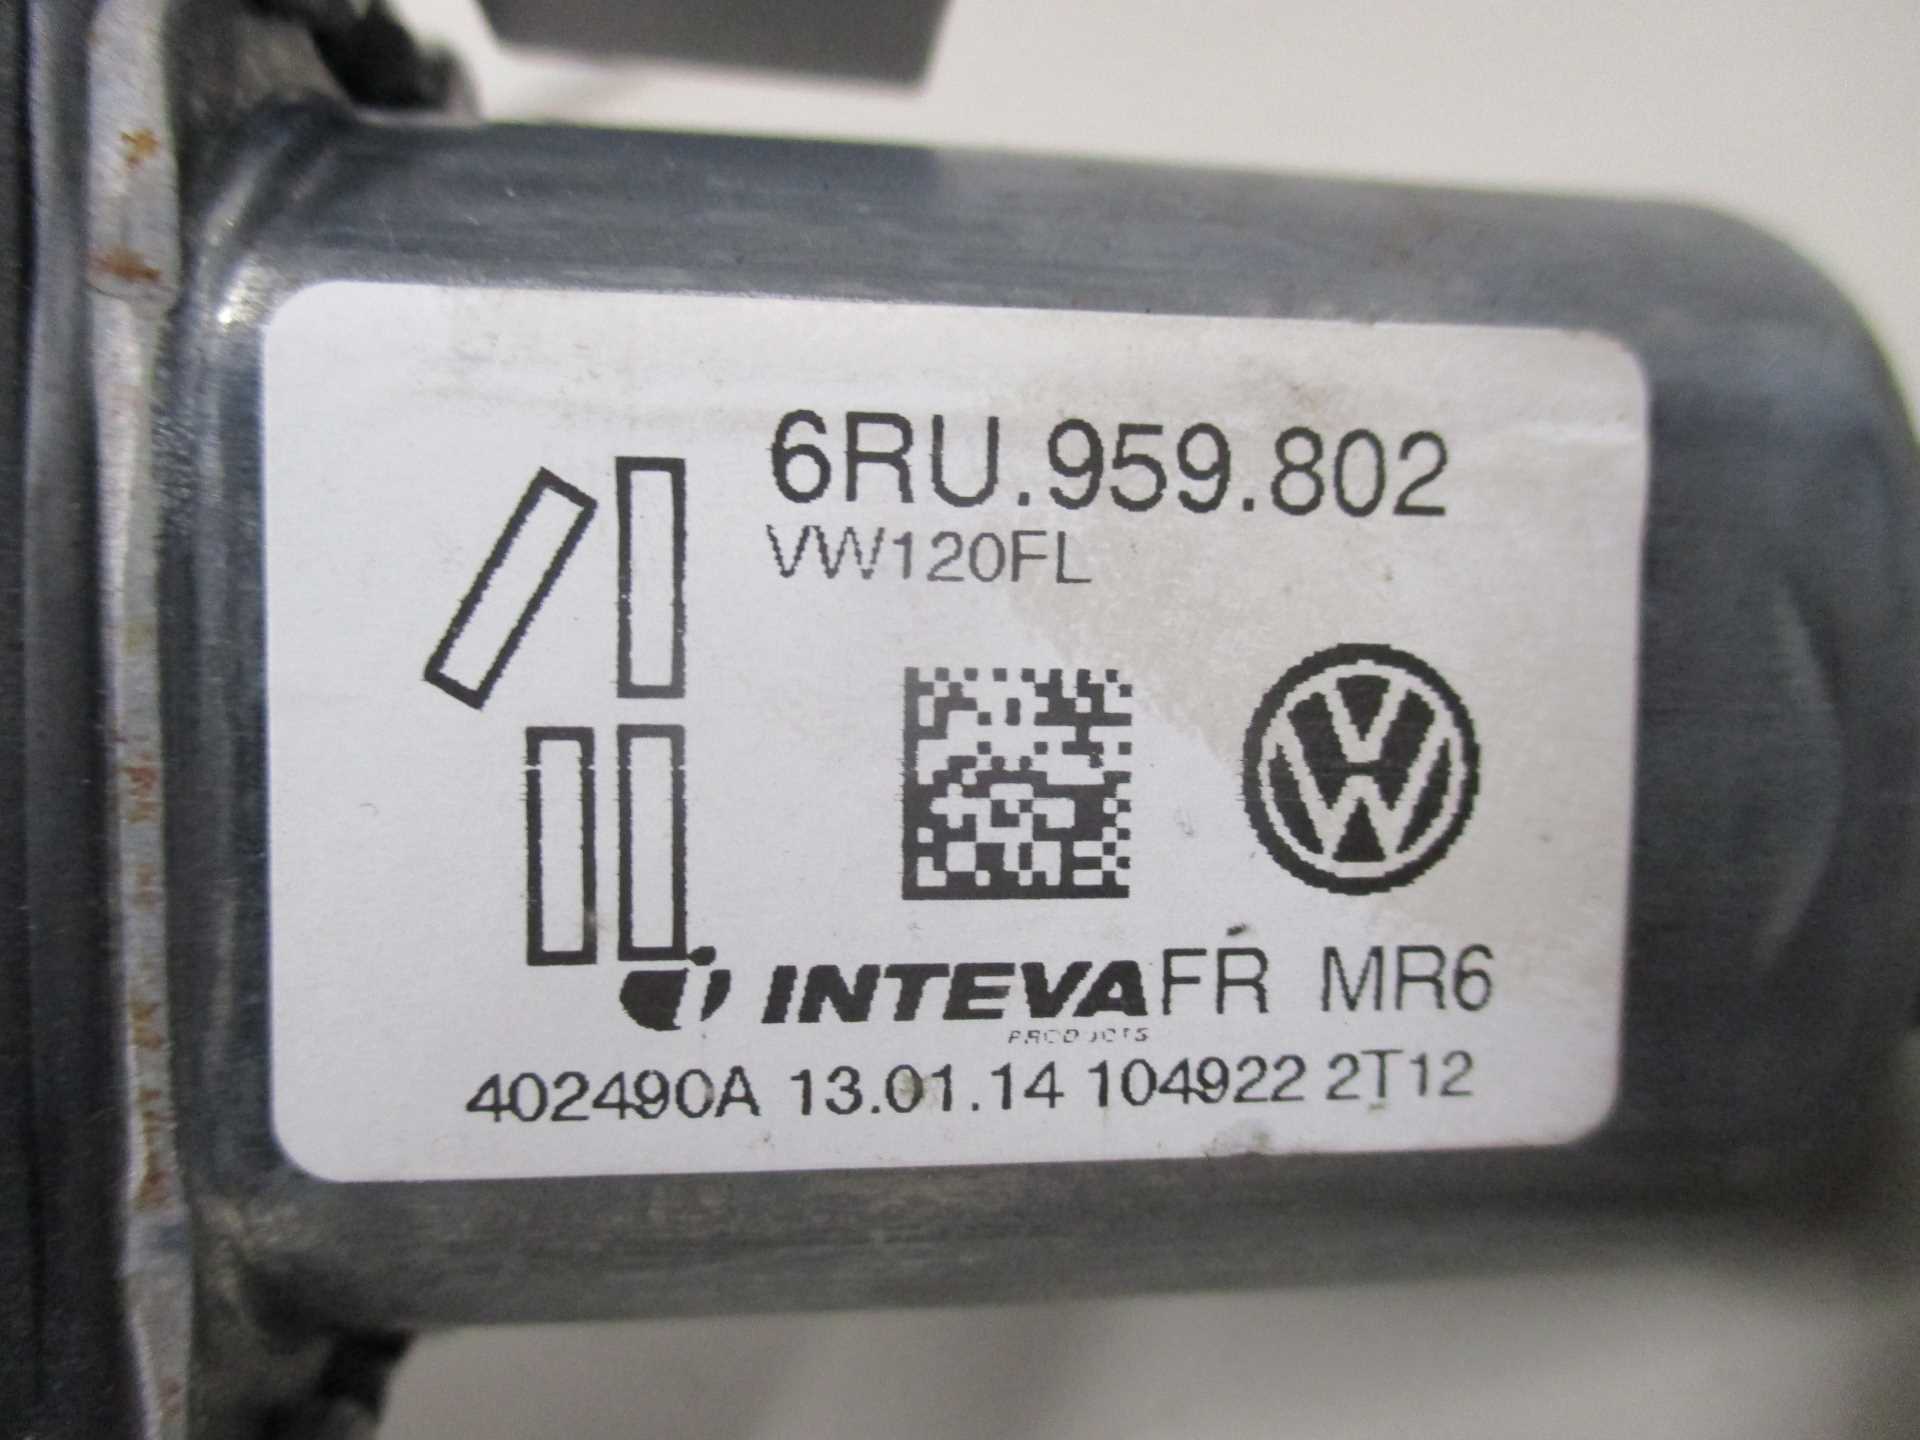 6RU.959.802
VW120FL
INTEVA FR MR6
PRODUCTS
402490A 13.01.14 104922 2T12